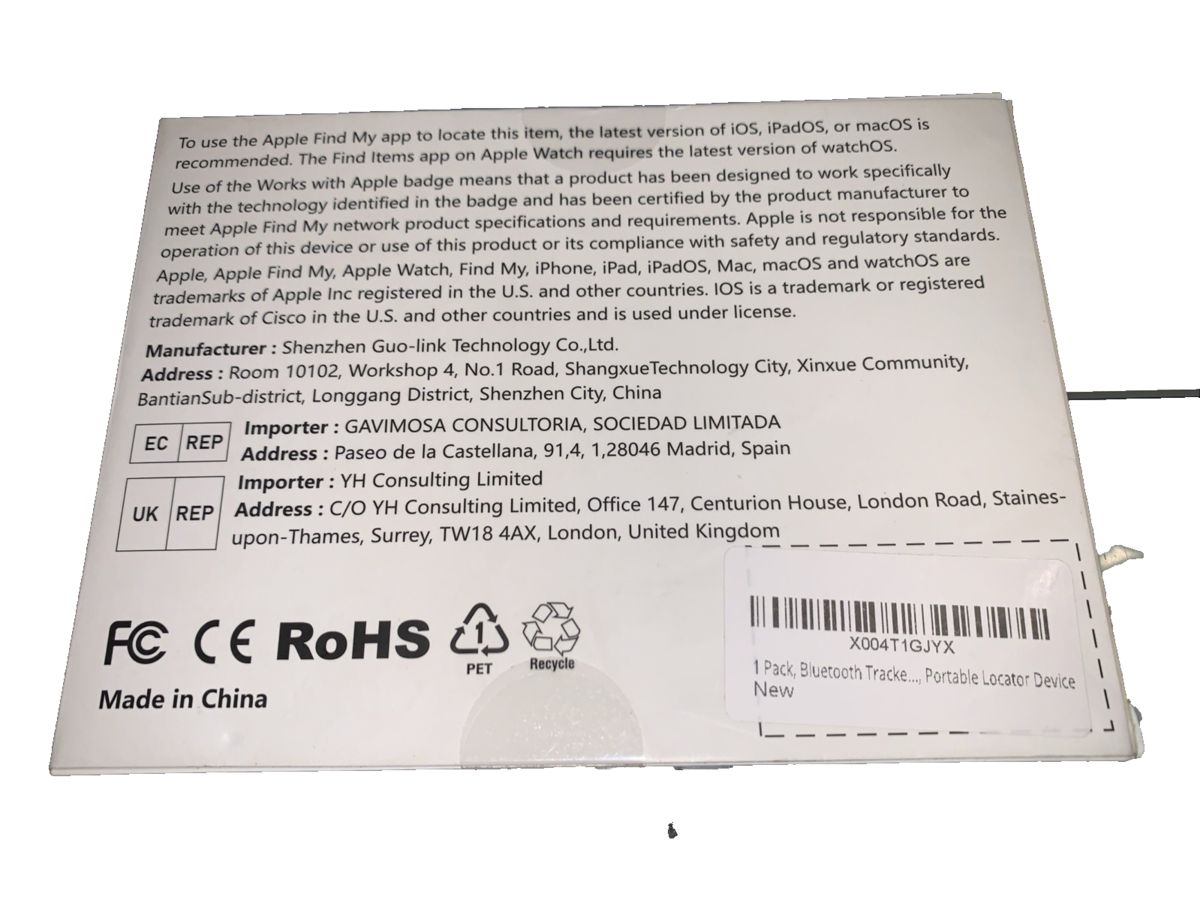 To use the Apple Find My app to locate this item, the latest version of iOS, iPadOS, or macOS is
recommended. The Find Items app on Apple Watch requires the latest version of watchOS.
Use of the Works with Apple badge means that a product has been designed to work specifically
with the technology identified in the badge and has been certified by the product manufacturer to
meet Apple Find My network product specifications and requirements. Apple is not responsible for the
operation of this device or use of this product or its compliance with safety and regulatory standards.
Apple, Apple Find My, Apple Watch, Find My, iPhone, iPad, iPadOS, Mac, macOS and watchOS are
trademarks of Apple Inc registered in the U.S. and other countries. IOS is a trademark or registered
trademark of Cisco in the U.S. and other countries and is used under license.
Manufacturer : Shenzhen Guo-link Technology Co.,Ltd.
Address : Room 10102, Workshop 4, No.1 Road, ShangxueTechnology City, Xinxue Community,
BantianSub-district, Longgang District, Shenzhen City, China
EC REP
Importer : GAVIMOSA CONSULTORIA, SOCIEDAD LIMITADA
Address : Paseo de la Castellana, 91,4, 1,28046 Madrid, Spain
UK REP
Importer : YH Consulting Limited
Address : C/O YH Consulting Limited, Office 147, Centurion House, London Road, Staines-
upon-Thames, Surrey, TW18 4AX, London, United Kingdom
FC CE RoHS
1
PET
Recycle
Made in China
X004T1GJYX
1 Pack, Bluetooth Tracke..., Portable Locator Device
New